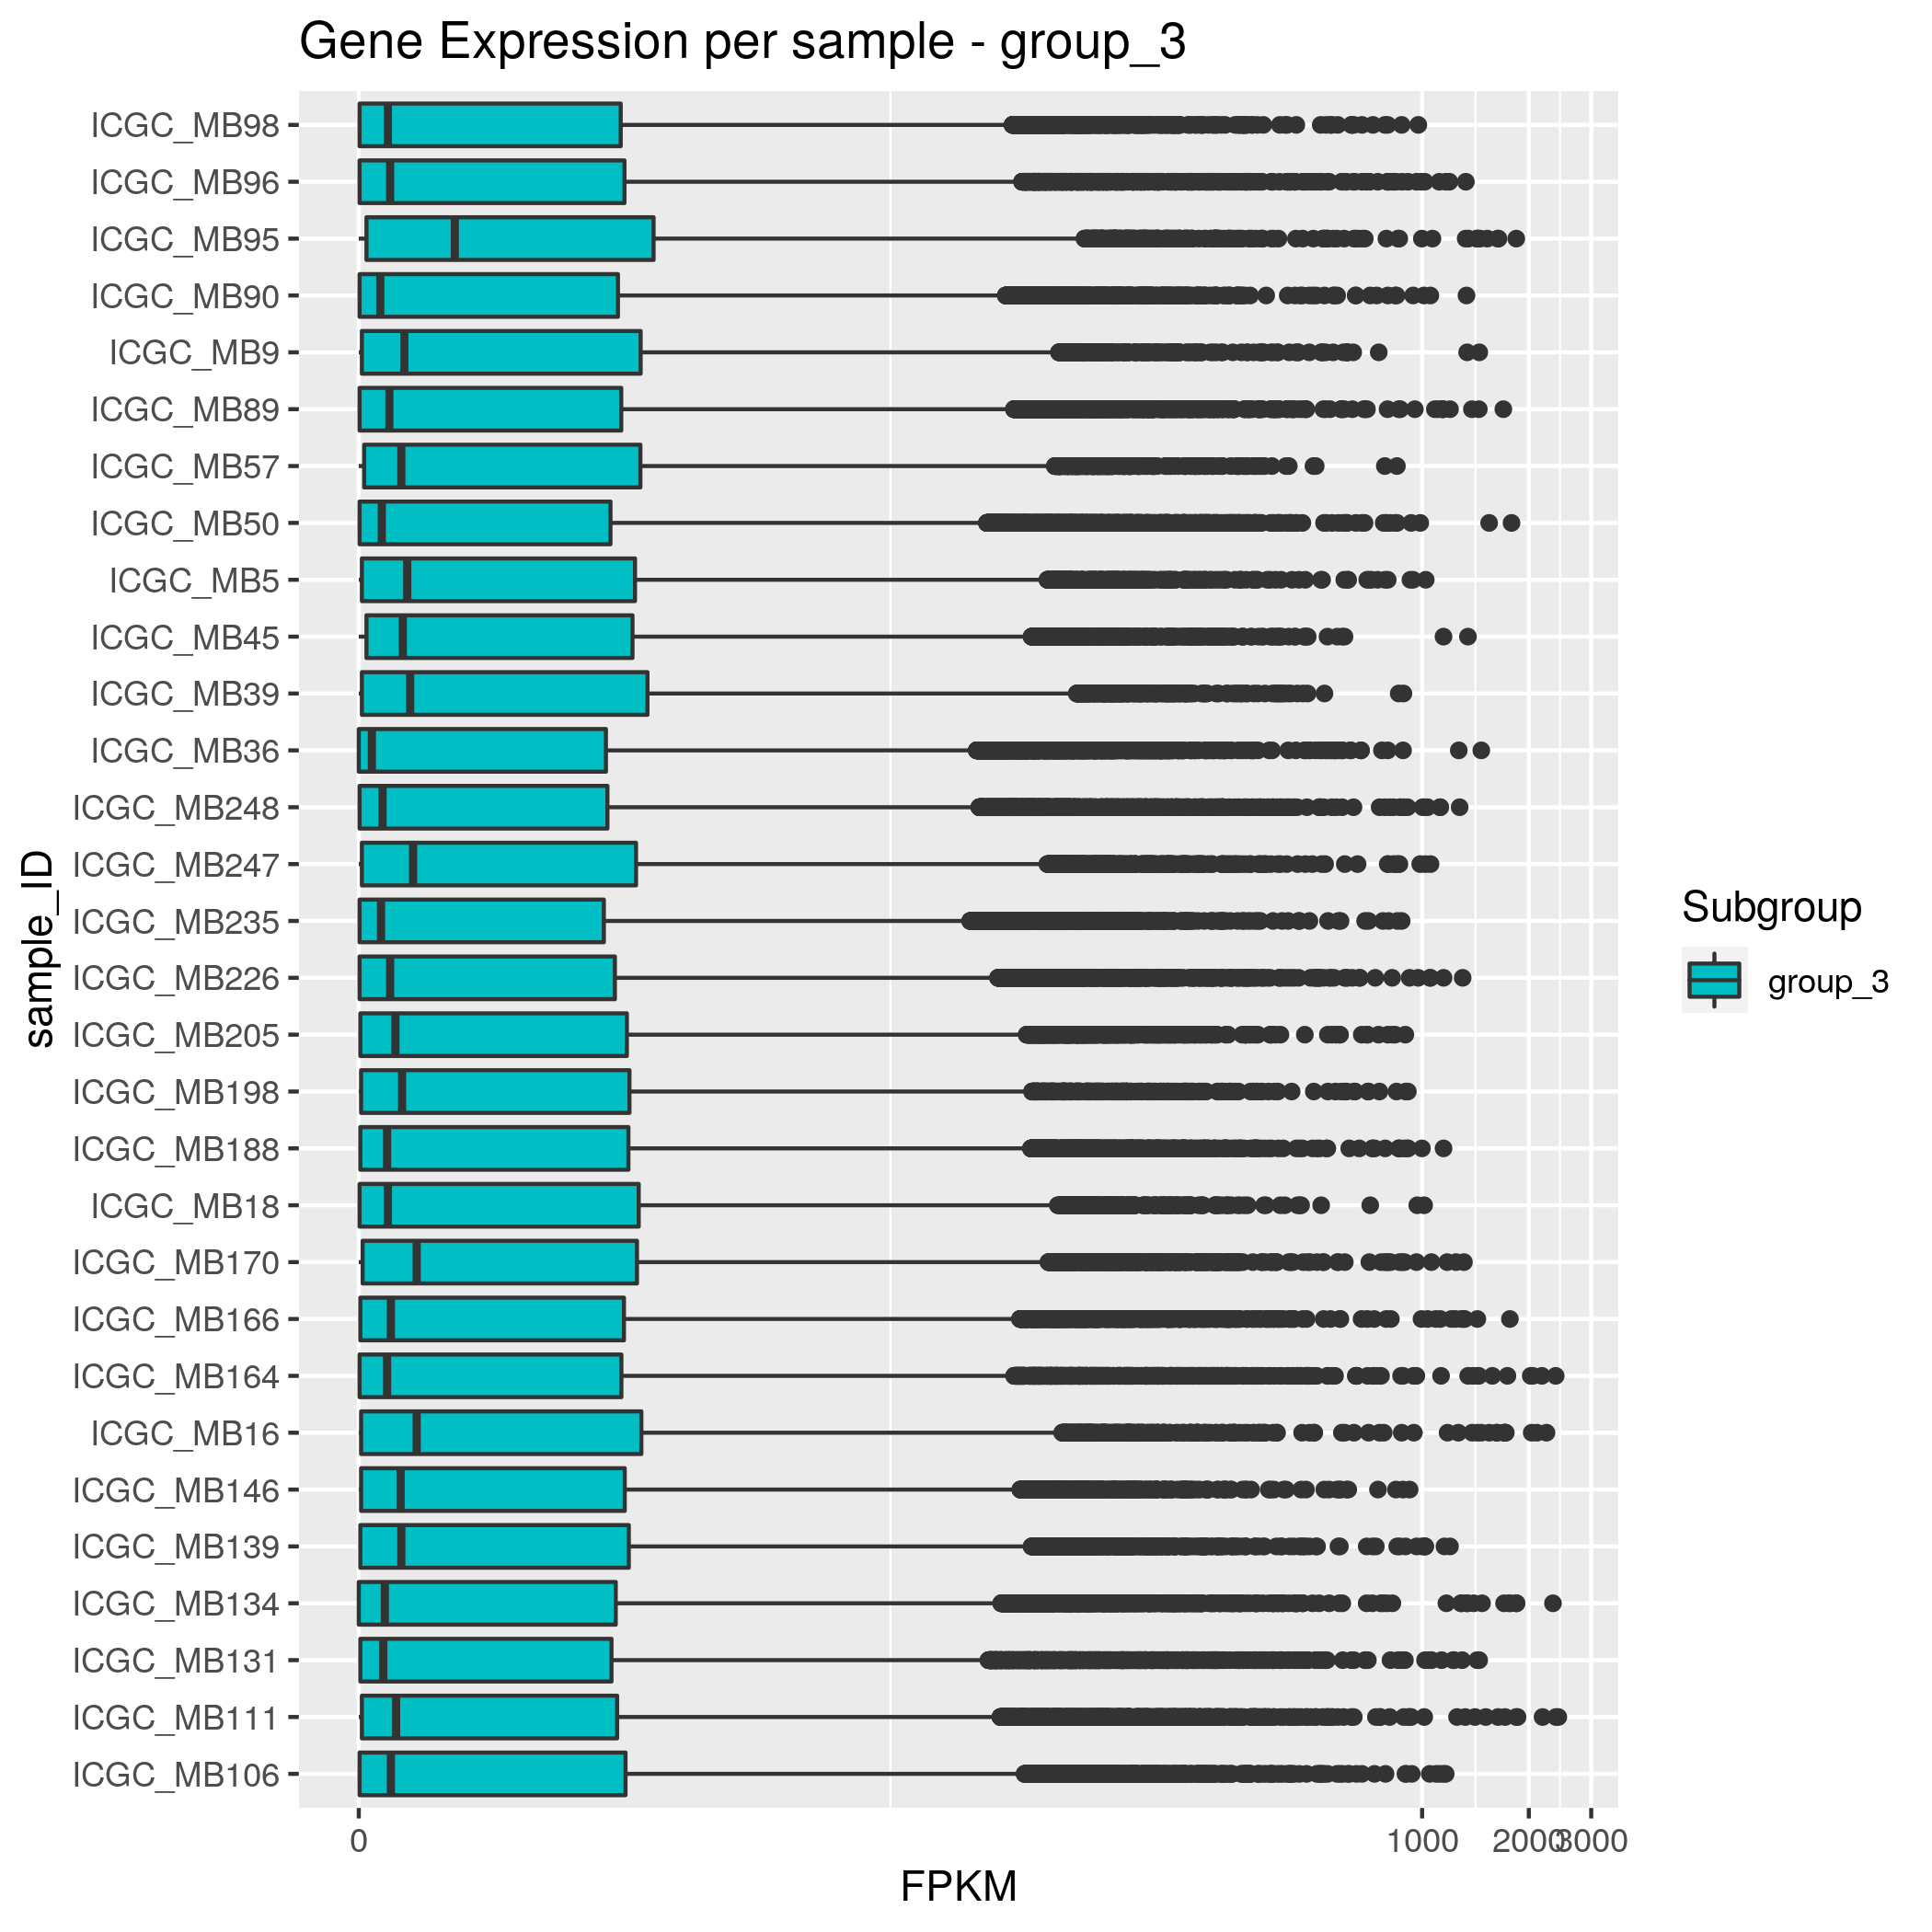 Gene Expression per sample - group_3
ICGC_MB98
ICGC_MB96
ICGC_MB95
ICGC_MB90
ICGC_MB9
ICGC_MB89
ICGC_MB57
ICGC_MB50
ICGC_MB5
ICGC_MB45
ICGC_MB39
ICGC_MB36
ICGC_MB248
ICGC_MB247
ICGC_MB235
ICGC_MB226
ICGC_MB205
ICGC_MB198
ICGC_MB188
ICGC_MB18
ICGC_MB170
ICGC_MB166
ICGC_MB164
ICGC_MB16
ICGC_MB146
ICGC_MB139
ICGC_MB134
ICGC_MB131
ICGC_MB111
ICGC_MB106
sample_ID
0 1000 2000 3000
FPKM
Subgroup
group_3